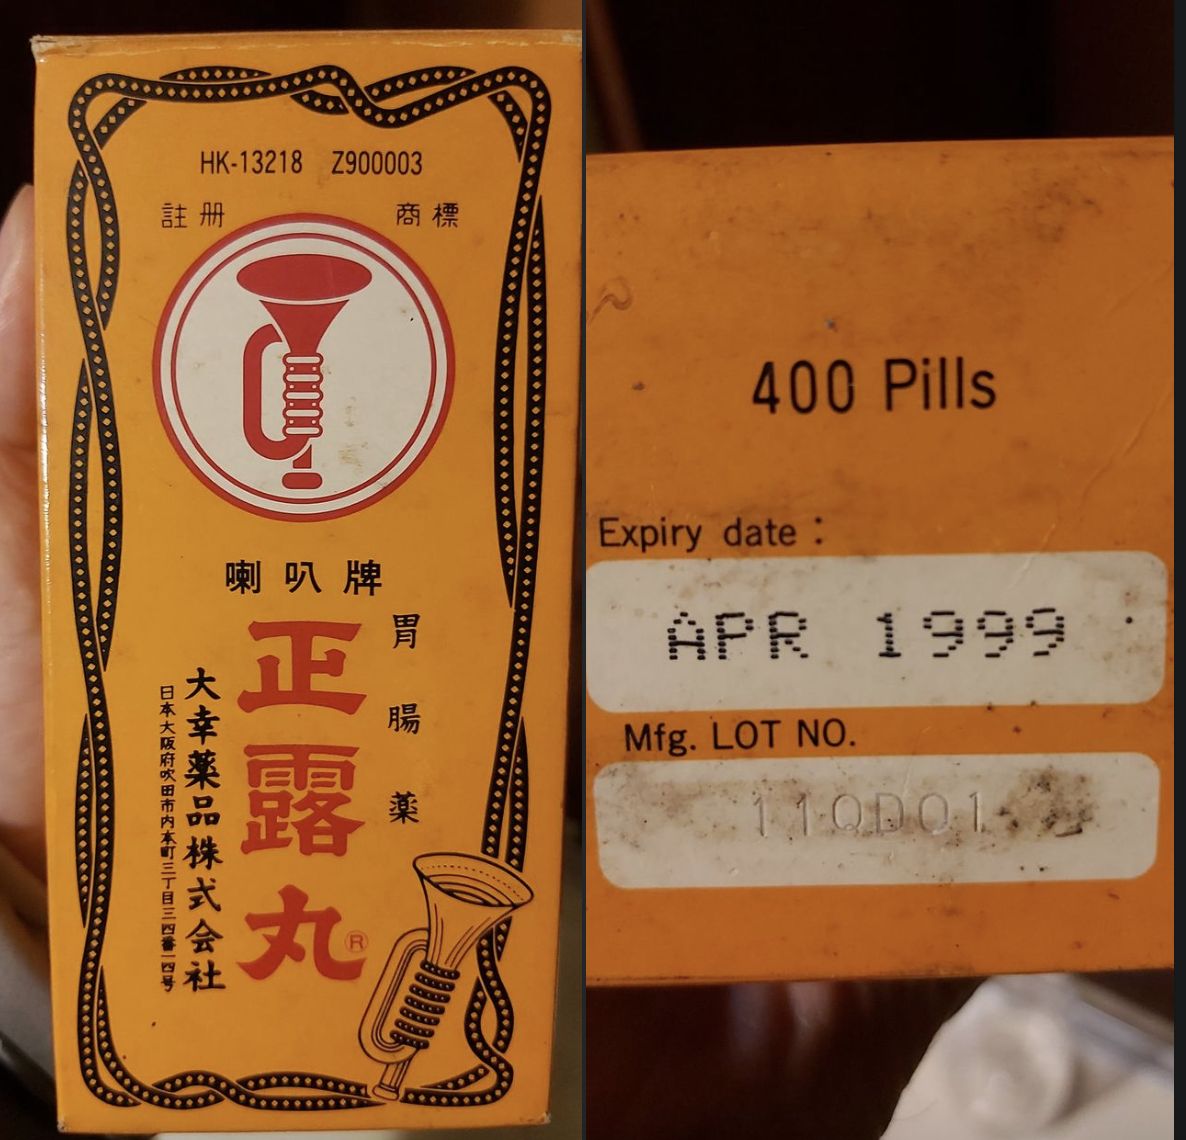 HK-13218 Z900003
註册 商標
喇叭牌
胃腸薬
正露丸®
大幸薬品株式会社
日本大阪府吹田市内本町三丁目三四番一四号
400 Pills
Expiry date :
APR 1999
Mfg. LOT NO.
11QD01